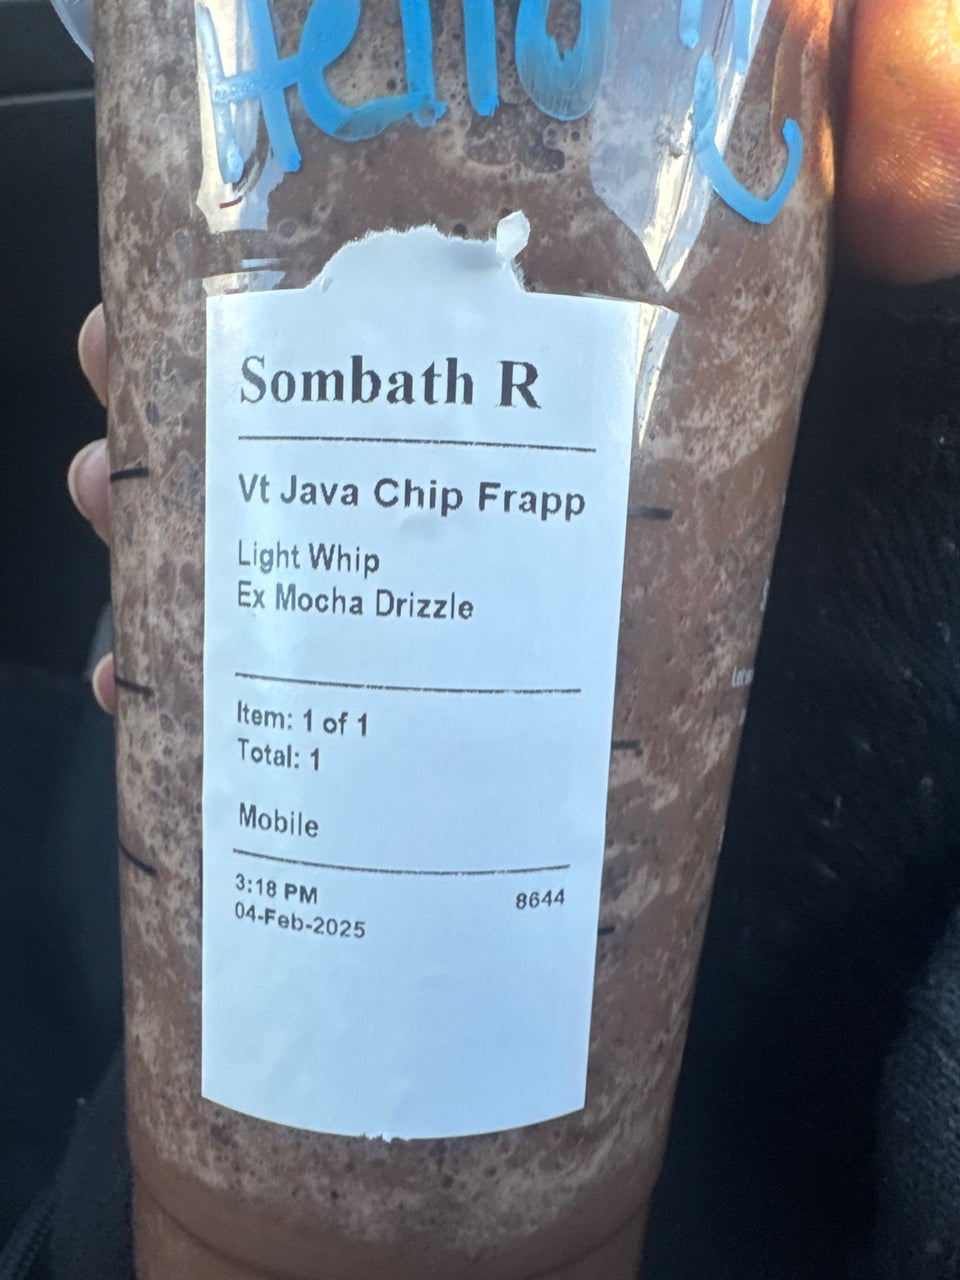 Hello
Sombath R
Vt Java Chip Frapp
Light Whip
Ex Mocha Drizzle
Item: 1 of 1
Total: 1
Mobile
3:18 PM 8644
04-Feb-2025